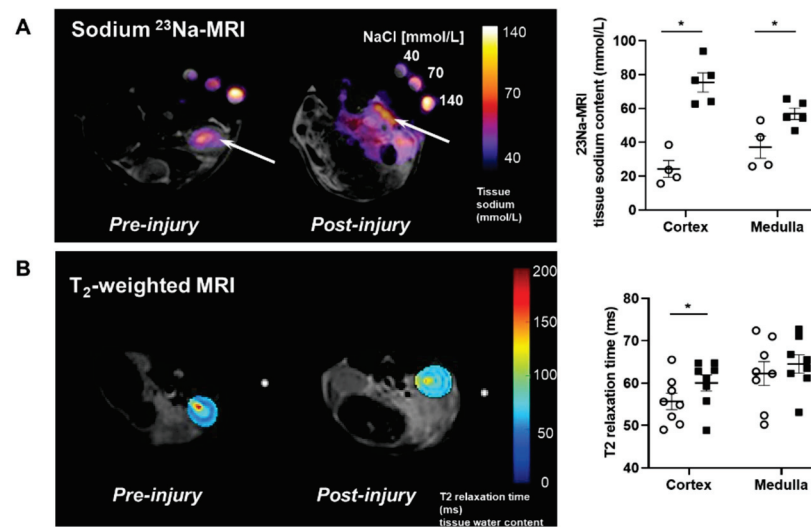 A
Sodium ²³Na-MRI
NaCl [mmol/L]
40
70
140
Pre-injury
Post-injury
140
70
40
Tissue
sodium
(mmol/L)
23Na-MRI
tissue sodium content (mmol/L)
100
80
60
40
20
0
*
*
Cortex
Medulla
B
T₂-weighted MRI
Pre-injury
Post-injury
200
150
100
50
0
T2 relaxation time
(ms)
tissue water content
T2 relaxation time
(ms)
80
70
60
50
40
*
Cortex
Medulla